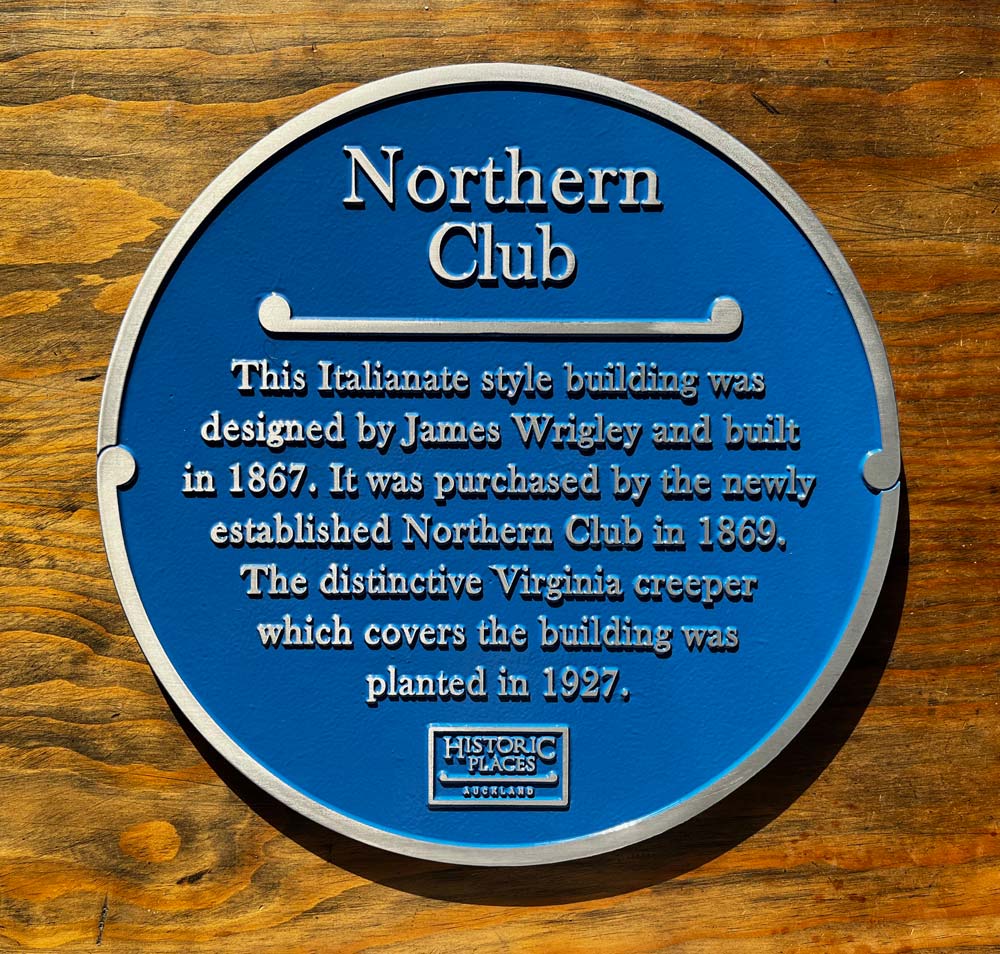 Northern
Club
This Italianate style building was
designed by James Wrigley and built
in 1867. It was purchased by the newly
established Northern Club in 1869.
The distinctive Virginia creeper
which covers the building was
planted in 1927.
HISTORIC
PLACES
AUCKLAND